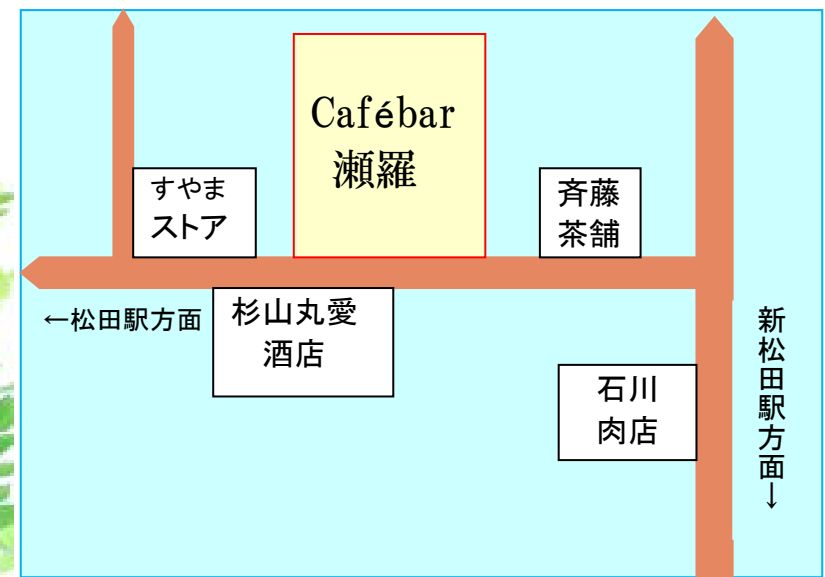 Cafébar
瀬羅
すやま
ストア
斉藤
茶舗
←松田駅方面
杉山丸愛
酒店
石川
肉店
新松田駅方面→